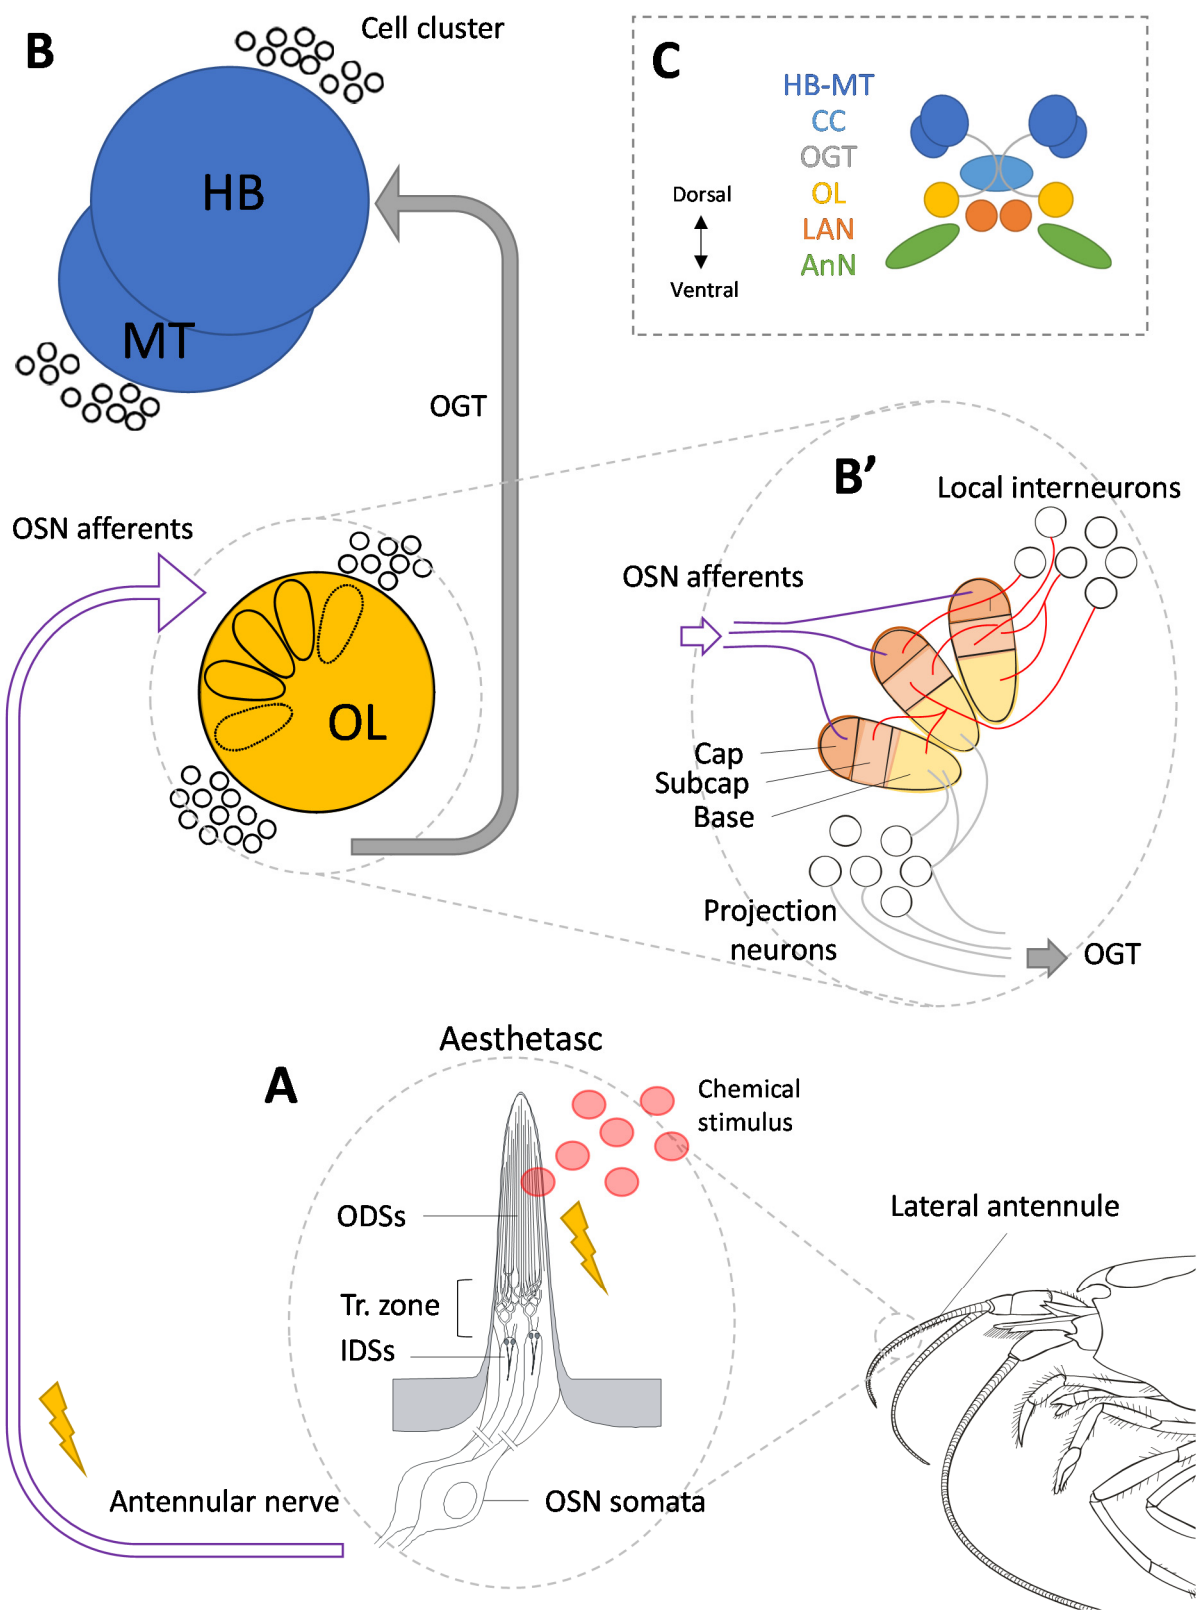 B
Cell cluster
HB
MT
OGT
C
HB-MT
CC
OGT
OL
LAN
AnN
Dorsal
Ventral
OSN afferents
OL
B’
Local interneurons
OSN afferents
Cap
Subcap
Base
Projection
neurons
OGT
Aesthetasc
A
Chemical
stimulus
ODSs
Tr. zone
IDSs
Lateral antennule
Antennular nerve
OSN somata